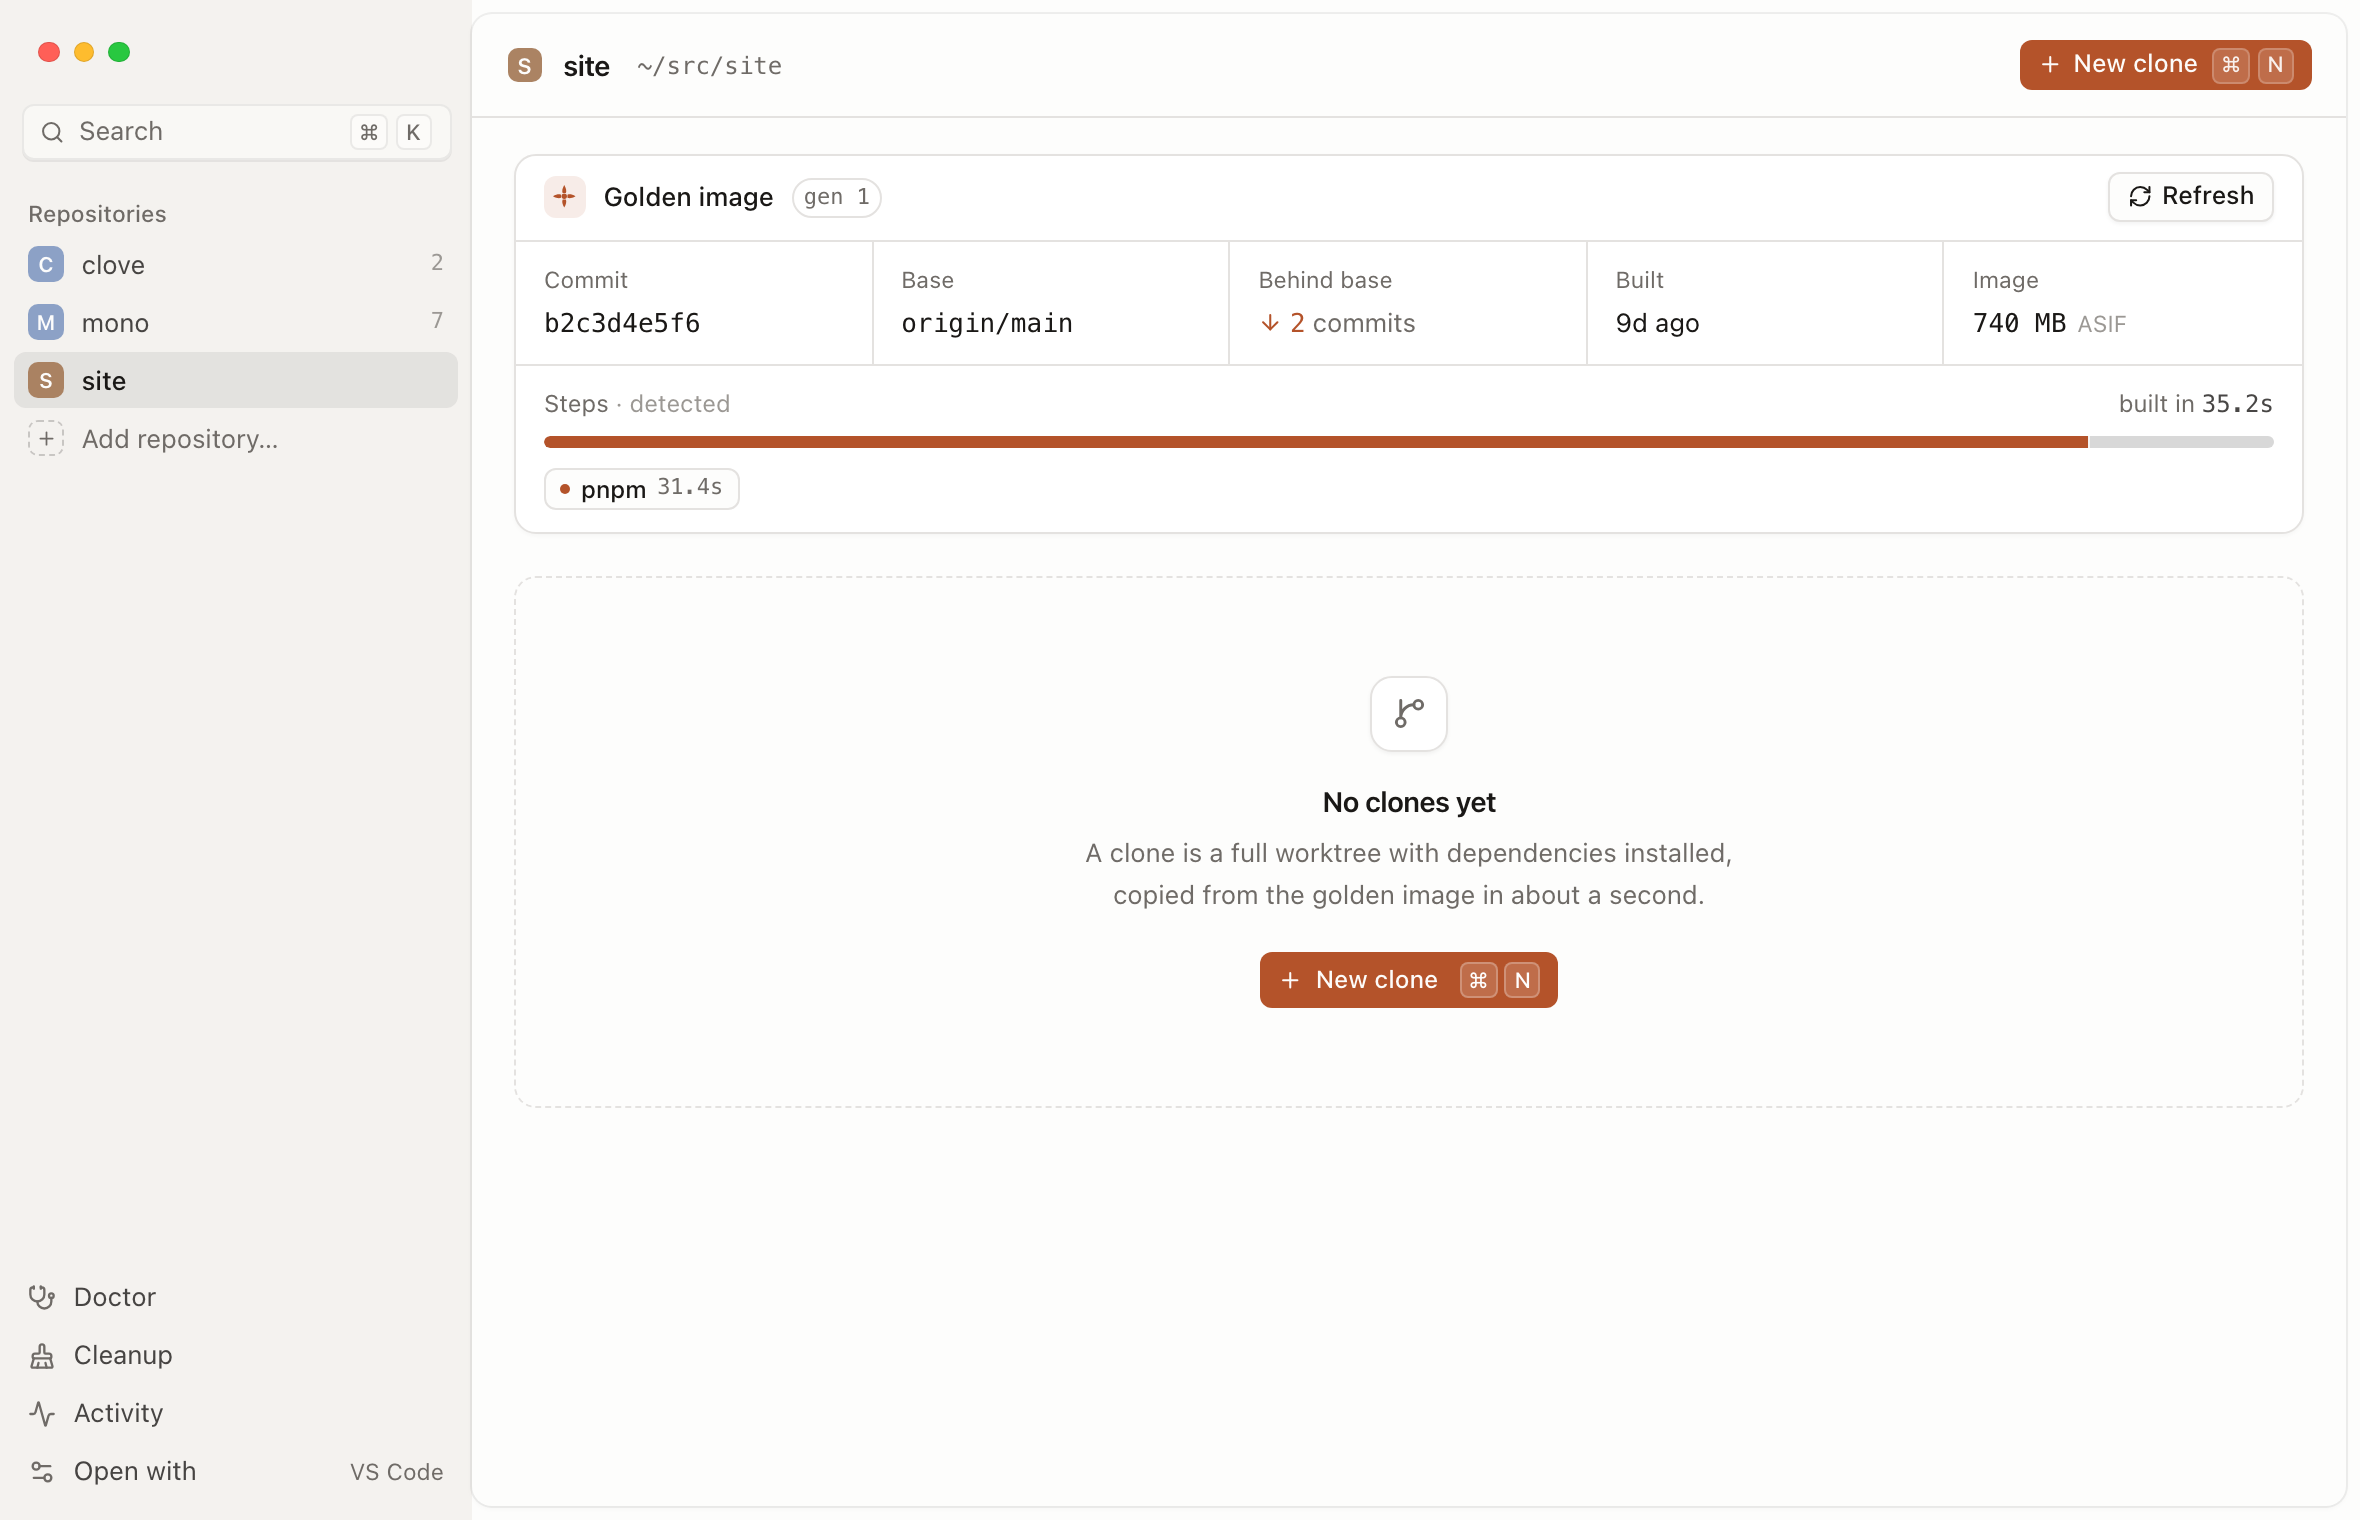 Search ⌘ K
Repositories
C clove 2
M mono 7
S site
+ Add repository...
Doctor
Cleanup
Activity
Open with VS Code
S site ~/src/site
+ New clone ⌘ N
Golden image gen 1
Refresh
Commit
b2c3d4e5f6
Base
origin/main
Behind base
↓ 2 commits
Built
9d ago
Image
740 MB ASIF
Steps · detected
built in 35.2s
pnpm 31.4s
No clones yet
A clone is a full worktree with dependencies installed,
copied from the golden image in about a second.
+ New clone ⌘ N